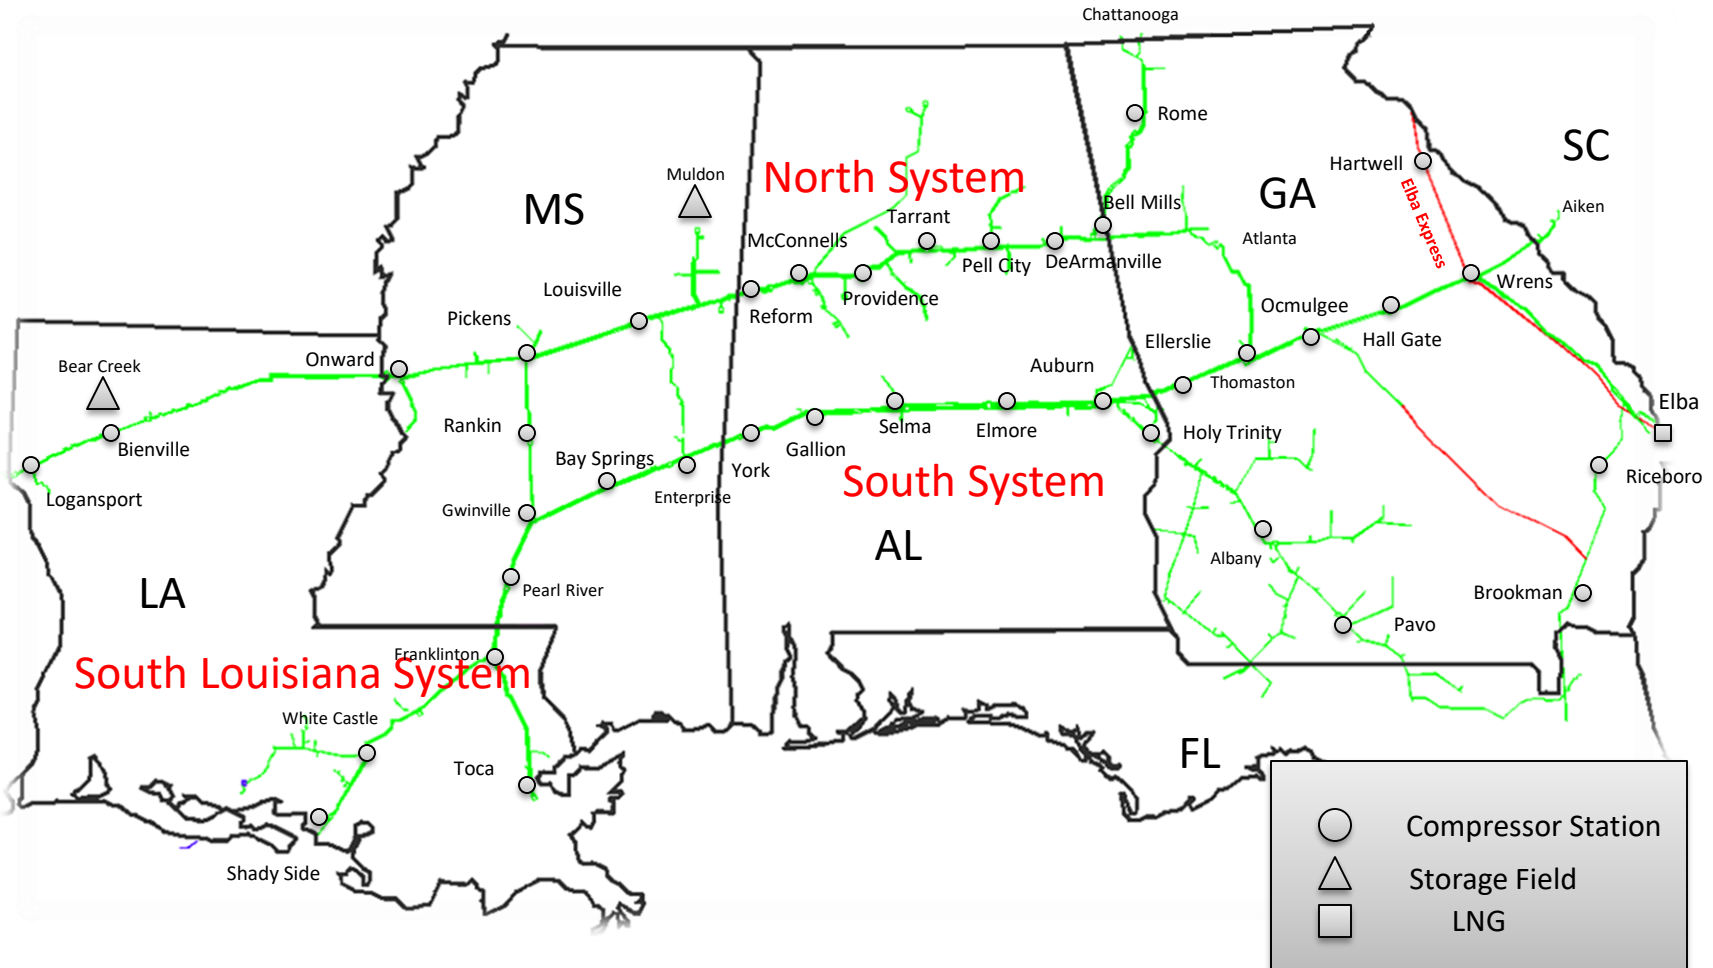 Chattanooga
Rome
SC
Hartwell
Muldon
North System
GA
MS
Bell Mills
Elba Express
Aiken
Tarrant
McConnells
Atlanta
Pell City
DeArmanville
Wrens
Louisville
Providence
Ocmulgee
Reform
Pickens
Hall Gate
Ellerslie
Onward
Bear Creek
Auburn
Thomaston
Elba
Rankin
Selma
Elmore
Holy Trinity
Bienville
Gallion
Bay Springs
York
South System
Riceboro
Logansport
Enterprise
Gwinville
AL
Albany
LA
Pearl River
Brookman
Pavo
Franklinton
South Louisiana System
White Castle
FL
Toca
Shady Side
Compressor Station
Storage Field
LNG